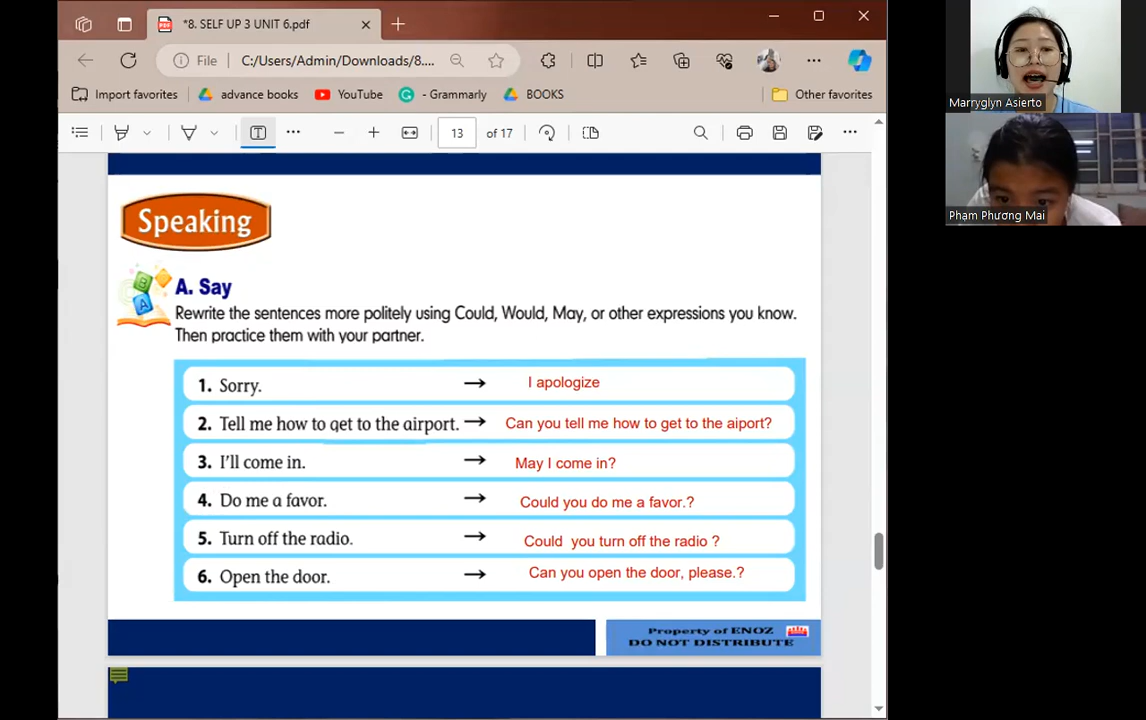 *8. SELF UP 3 UNIT 6.pdf
File C:/Users/Admin/Downloads/8....
Import favorites advance books YouTube - Grammarly BOOKS Other favorites
13 of 17
Speaking
A. Say
Rewrite the sentences more politely using Could, Would, May, or other expressions you know.
Then practice them with your partner.
1. Sorry. → I apologize
2. Tell me how to get to the airport. → Can you tell me how to get to the aiport?
3. I'll come in. → May I come in?
4. Do me a favor. → Could you do me a favor.?
5. Turn off the radio. → Could you turn off the radio ?
6. Open the door. → Can you open the door, please.?
Property of ENOZ
DO NOT DISTRIBUTE
Marryglyn Asierto
Phạm Phương Mai